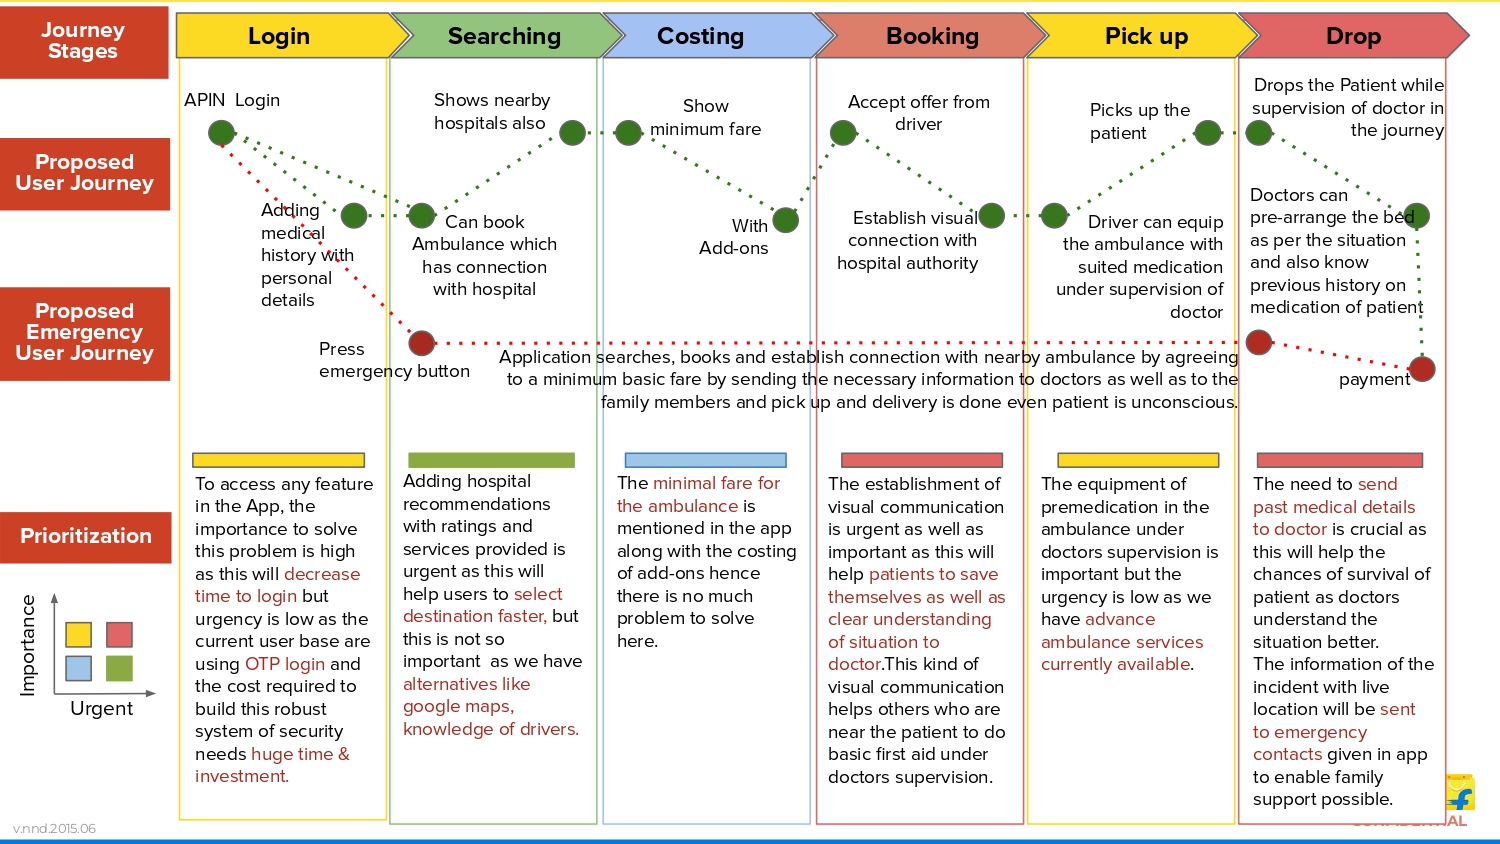 Journey
Stages
Login
Searching
Costing
Booking
Pick up
Drop
Proposed
User Journey
APIN  Login
Adding
medical
history with
personal
details
Shows nearby
hospitals also
Can book
Ambulance which
has connection
with hospital
Show
minimum fare
With
Add-ons
Accept offer from
driver
Establish visual
connection with
hospital authority
Picks up the
patient
Driver can equip
the ambulance with
suited medication
under supervision of
doctor
Drops the Patient while
supervision of doctor in
the journey
Doctors can
pre-arrange the bed
as per the situation
and also know
previous history on
medication of patient
Proposed
Emergency
User Journey
Press
emergency button
Application searches, books and establish connection with nearby ambulance by agreeing
to a minimum basic fare by sending the necessary information to doctors as well as to the
family members and pick up and delivery is done even patient is unconscious.
payment
Prioritization
Importance
Urgent
To access any feature
in the App, the
importance to solve
this problem is high
as this will decrease
time to login but
urgency is low as the
current user base are
using OTP login and
the cost required to
build this robust
system of security
needs huge time &
investment.
Adding hospital
recommendations
with ratings and
services provided is
urgent as this will
help users to select
destination faster, but
this is not so
important  as we have
alternatives like
google maps,
knowledge of drivers.
The minimal fare for
the ambulance is
mentioned in the app
along with the costing
of add-ons hence
there is no much
problem to solve
here.
The establishment of
visual communication
is urgent as well as
important as this will
help patients to save
themselves as well as
clear understanding
of situation to
doctor.This kind of
visual communication
helps others who are
near the patient to do
basic first aid under
doctors supervision.
The equipment of
premedication in the
ambulance under
doctors supervision is
important but the
urgency is low as we
have advance
ambulance services
currently available.
The need to send
past medical details
to doctor is crucial as
this will help the
chances of survival of
patient as doctors
understand the
situation better.
The information of the
incident with live
location will be sent
to emergency
contacts given in app
to enable family
support possible.
v.nnd.2015.06